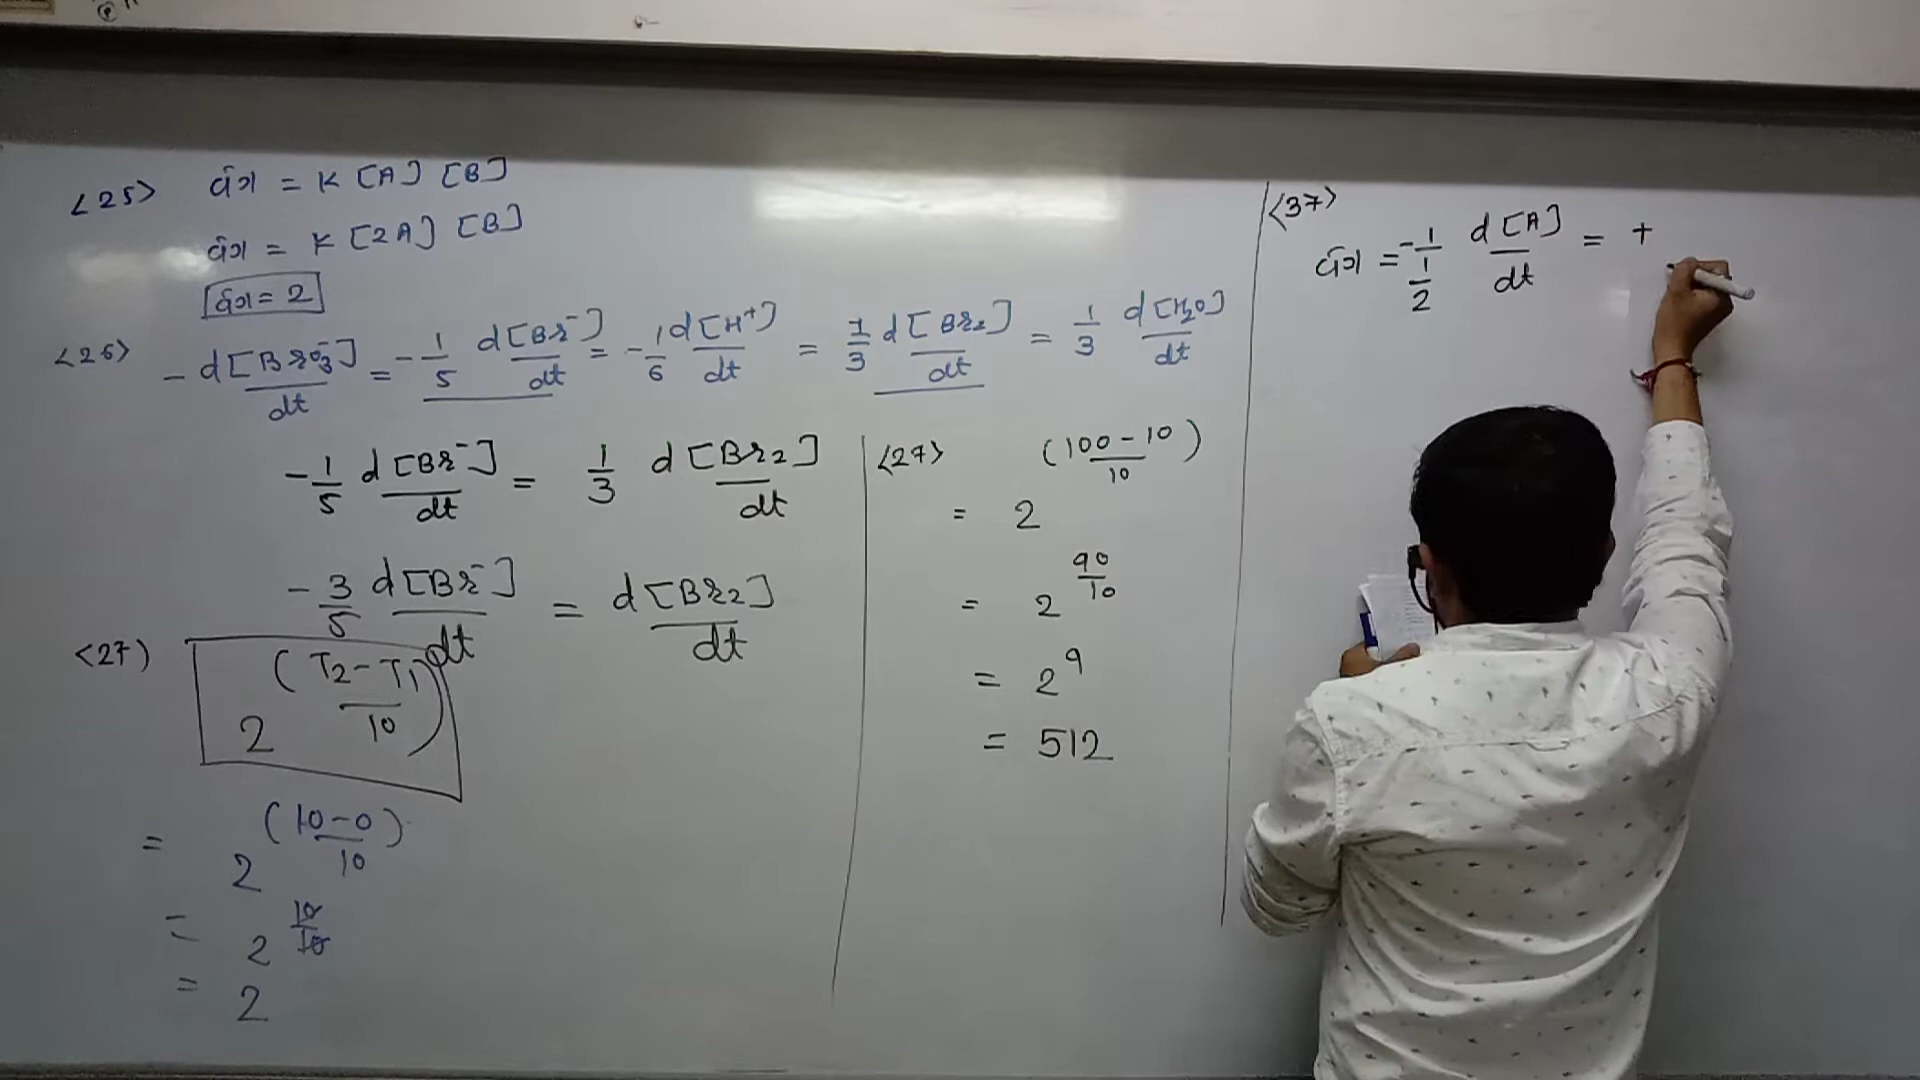 <25> વેગ = K [A] [B]
વેગ = K [2A] [B]
વેગ = 2
<26> - d[BrO3-]/dt = -1/5 d[Br-]/dt = -1/6 d[H+]/dt = 1/3 d[Br2]/dt = 1/3 d[H2O]/dt
-1/5 d[Br-]/dt = 1/3 d[Br2]/dt
-3/5 d[Br-]/dt = d[Br2]/dt
<27) 2^((T2-T1)/10)
= 2^((10-0)/10)
= 2^(10/10)
= 2
<27> = 2^((100-10)/10)
= 2^(90/10)
= 2^9
= 512
<37>
વેગ = -1/(1/2) d[A]/dt = +